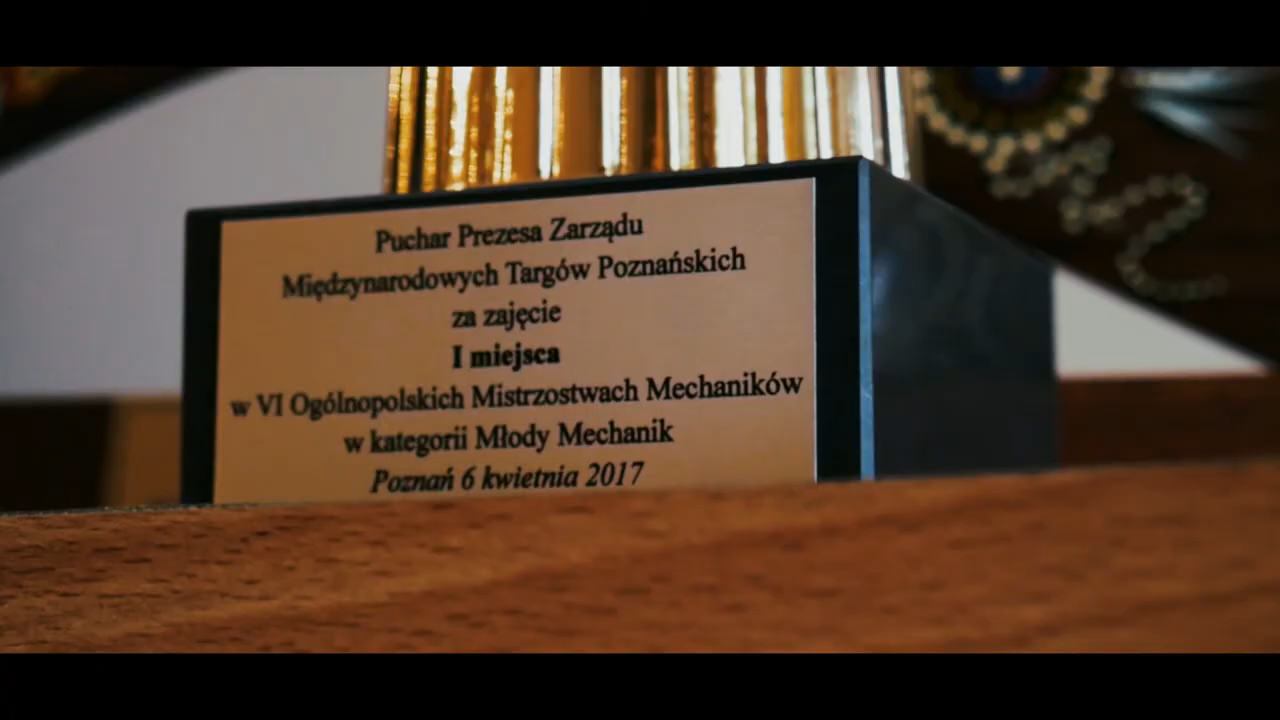 Puchar Prezesa Zarządu
Międzynarodowych Targów Poznańskich
za zajęcie
I miejsca
w VI Ogólnopolskich Mistrzostwach Mechaników
w kategorii Młody Mechanik
Poznań 6 kwietnia 2017